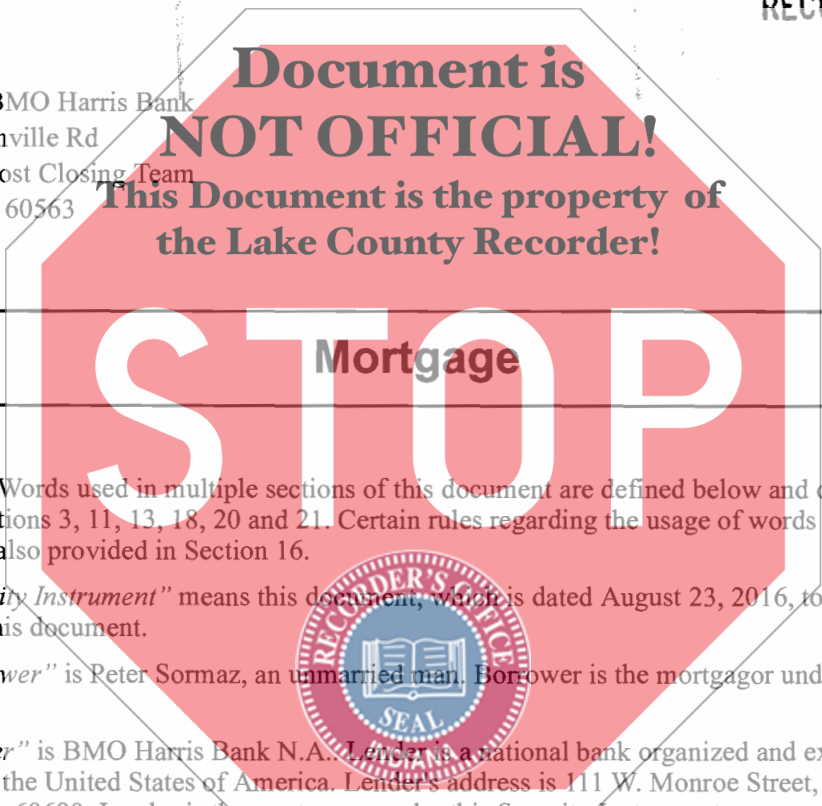 Document is
NOT OFFICIAL!
This Document is the property of
the Lake County Recorder!
MO Harris Bank
ville Rd
ost Closing Team
60563
STOP
Mortgage
Words used in multiple sections of this document are defined below and
tions 3, 11, 13, 18, 20 and 21. Certain rules regarding the usage of words
also provided in Section 16.
ity Instrument” means this document, which is dated August 23, 2016, to
is document.
wer” is Peter Sormaz, an unmarried man. Borrower is the mortgagor und
r” is BMO Harris Bank N.A.. Lender is a national bank organized and ex
the United States of America. Lender's address is 111 W. Monroe Street,
RECORDER'S OFFICE
SEAL